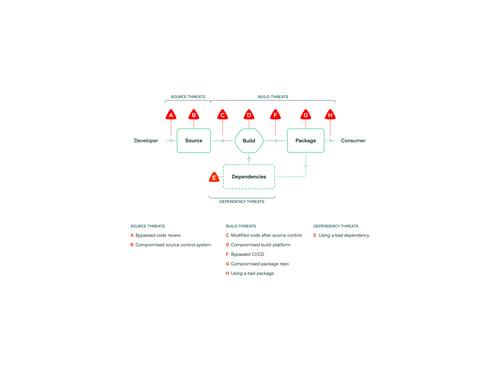 SOURCE THREATS
BUILD THREATS
A
B
C
D
F
G
H
Developer
Source
Build
Package
Consumer
E
Dependencies
DEPENDENCY THREATS
SOURCE THREATS
A Bypassed code review
B Compromised source control system
BUILD THREATS
C Modified code after source control
D Compromised build platform
F Bypassed CI/CD
G Compromised package repo
H Using a bad package
DEPENDENCY THREATS
E Using a bad dependency